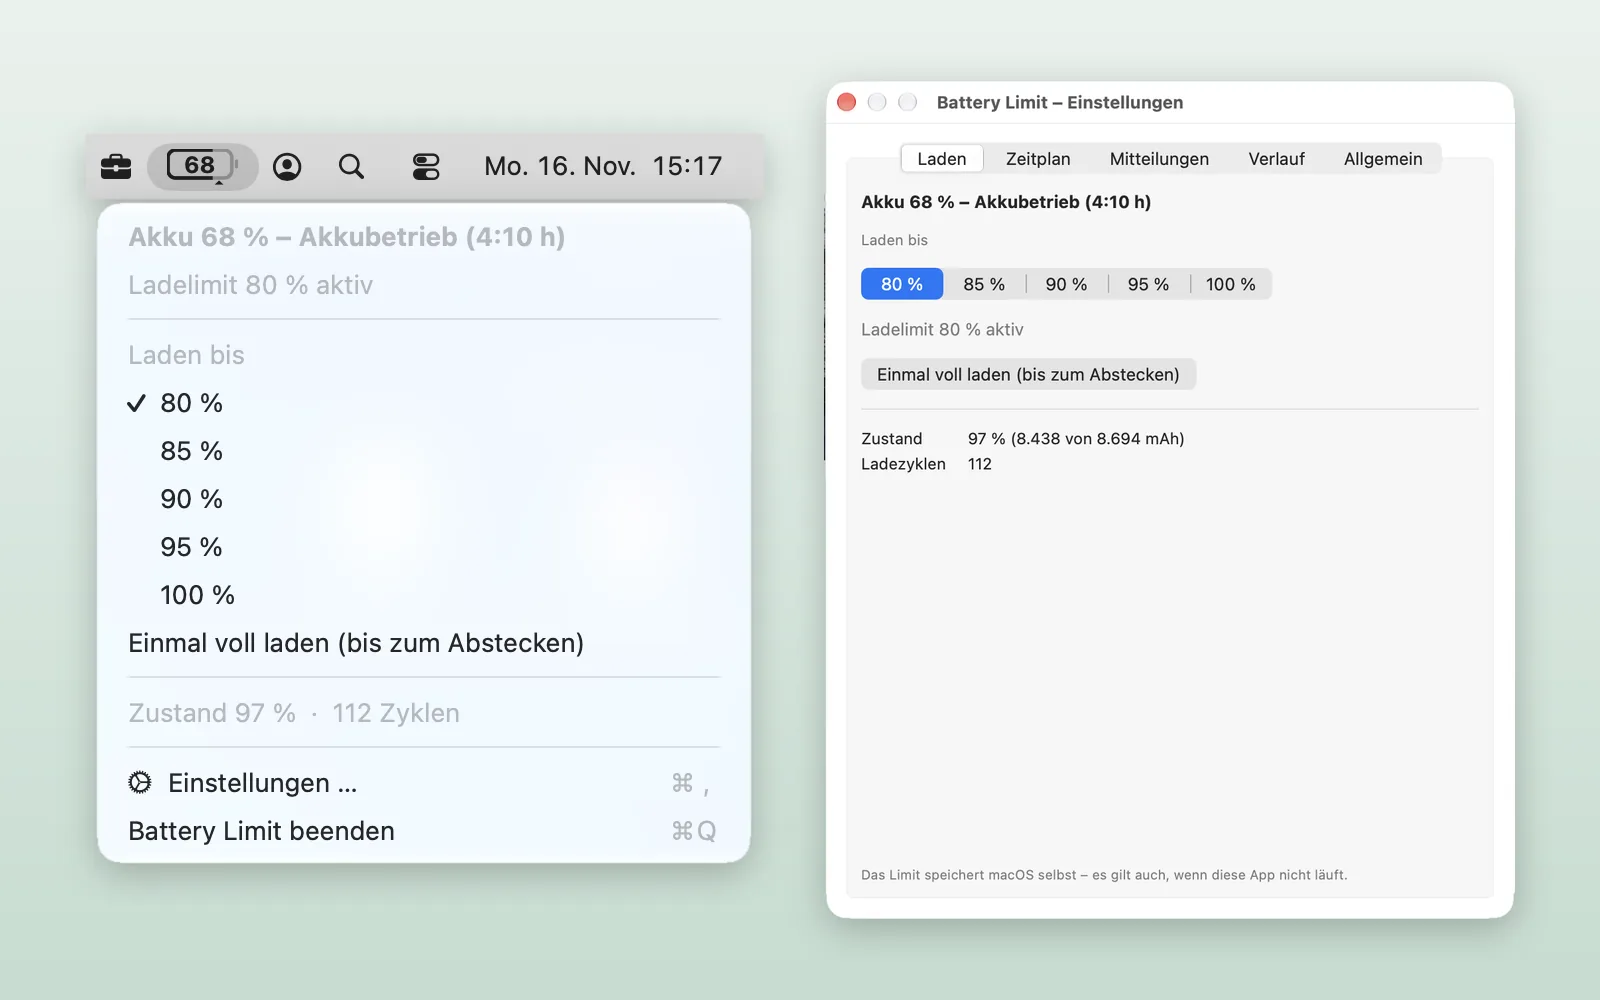 68
Mo. 16. Nov. 15:17
Akku 68 % – Akkubetrieb (4:10 h)
Ladelimit 80 % aktiv
Laden bis
✓ 80 %
85 %
90 %
95 %
100 %
Einmal voll laden (bis zum Abstecken)
Zustand 97 % · 112 Zyklen
Einstellungen ... ⌘ ,
Battery Limit beenden ⌘Q
Battery Limit – Einstellungen
Laden Zeitplan Mitteilungen Verlauf Allgemein
Akku 68 % – Akkubetrieb (4:10 h)
Laden bis
80 % 85 % 90 % 95 % 100 %
Ladelimit 80 % aktiv
Einmal voll laden (bis zum Abstecken)
Zustand 97 % (8.438 von 8.694 mAh)
Ladezyklen 112
Das Limit speichert macOS selbst – es gilt auch, wenn diese App nicht läuft.